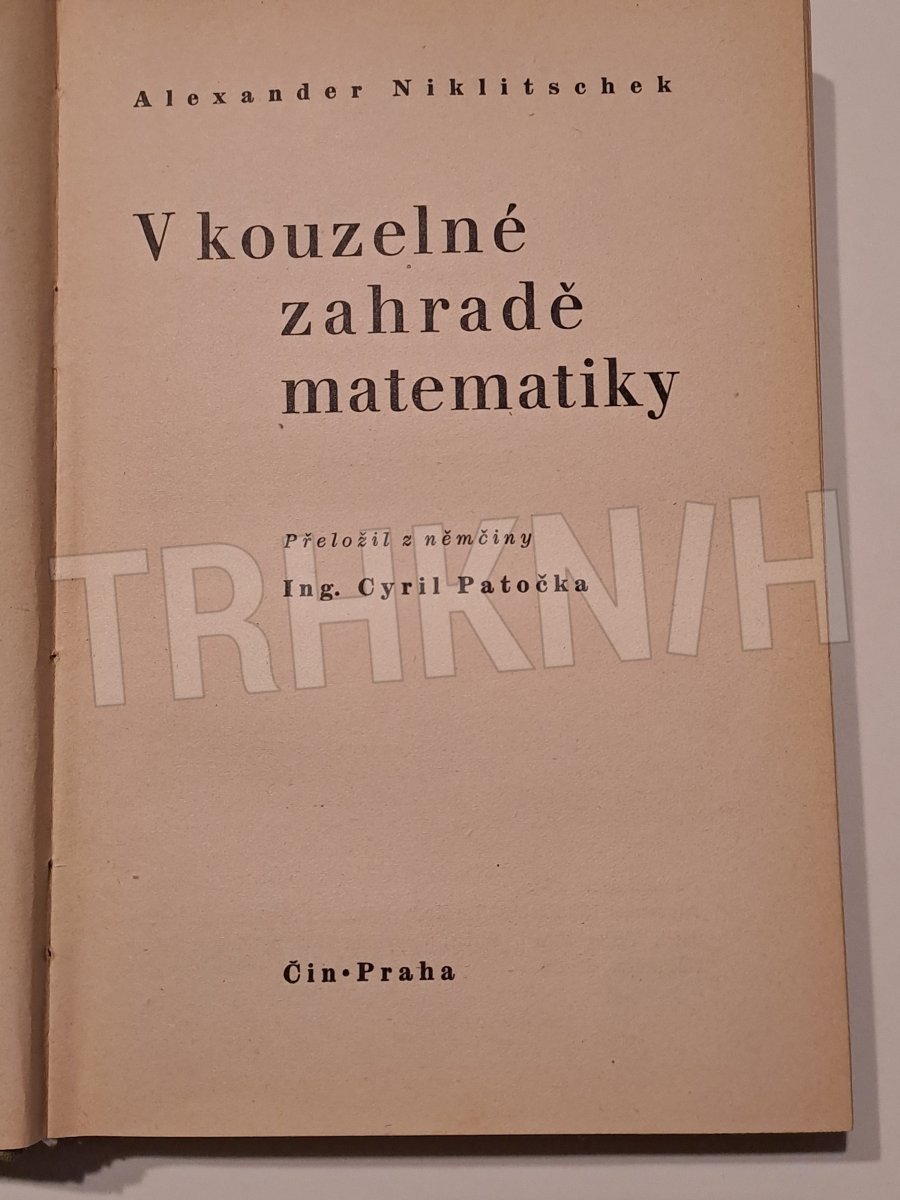 Alexander Niklitschek
V kouzelné
zahradě
matematiky
Přeložil z němčiny
Ing. Cyril Patočka
TRHKNIH
Čin • Praha